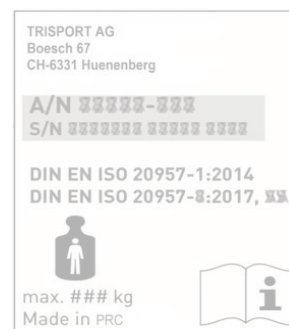 TRISPORT AG
Boesch 67
CH-6331 Huenenberg
A/N
S/N
DIN EN ISO 20957-1:2014
DIN EN ISO 20957-8:2017,
max. ### kg
Made in PRC